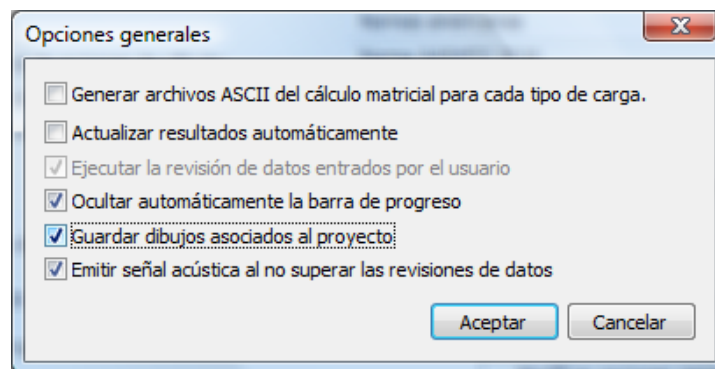 Opciones generales
Generar archivos ASCII del cálculo matricial para cada tipo de carga.
Actualizar resultados automáticamente
Ejecutar la revisión de datos entrados por el usuario
Ocultar automáticamente la barra de progreso
Guardar dibujos asociados al proyecto
Emitir señal acústica al no superar las revisiones de datos
Aceptar Cancelar